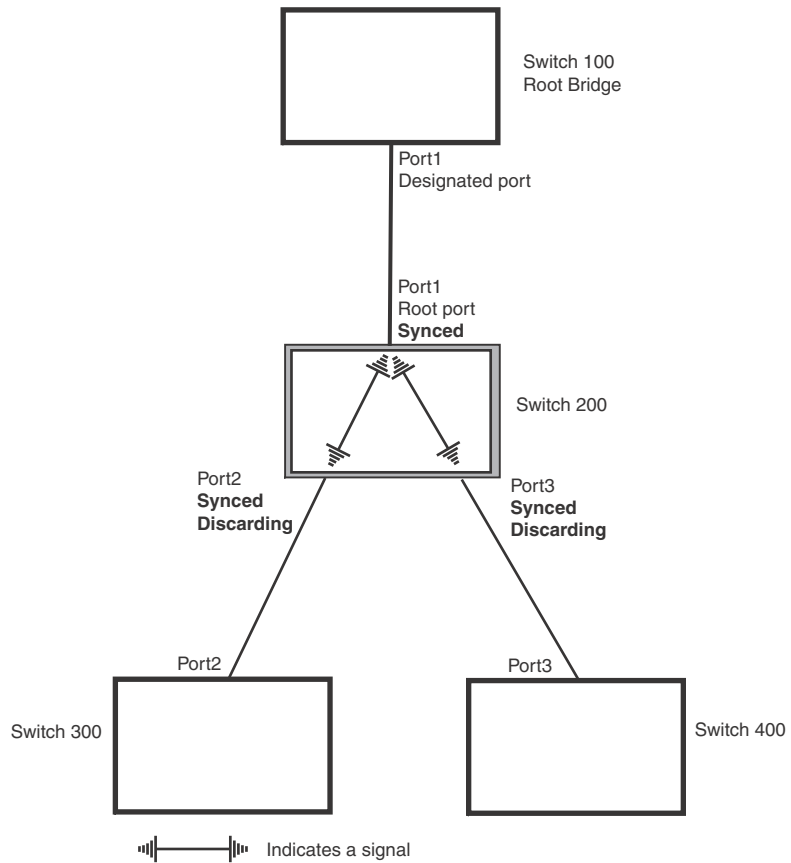 Switch 100
Root Bridge
Port1
Designated port
Port1
Root port
Synced
Switch 200
Port2
Synced
Discarding
Port3
Synced
Discarding
Port2
Port3
Switch 300
Switch 400
Indicates a signal